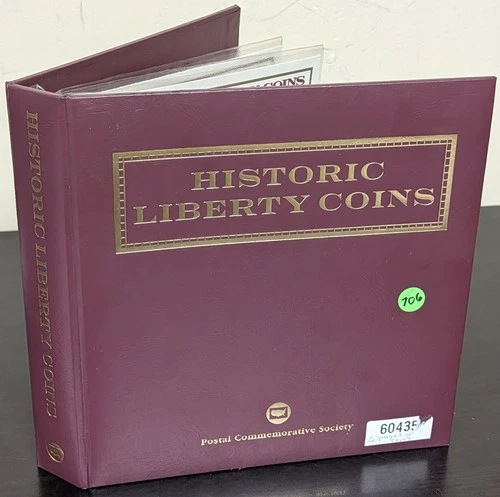 HISTORIC LIBERTY COINS
COINS
HISTORIC
LIBERTY COINS
706
Postal Commemorative Society
60435